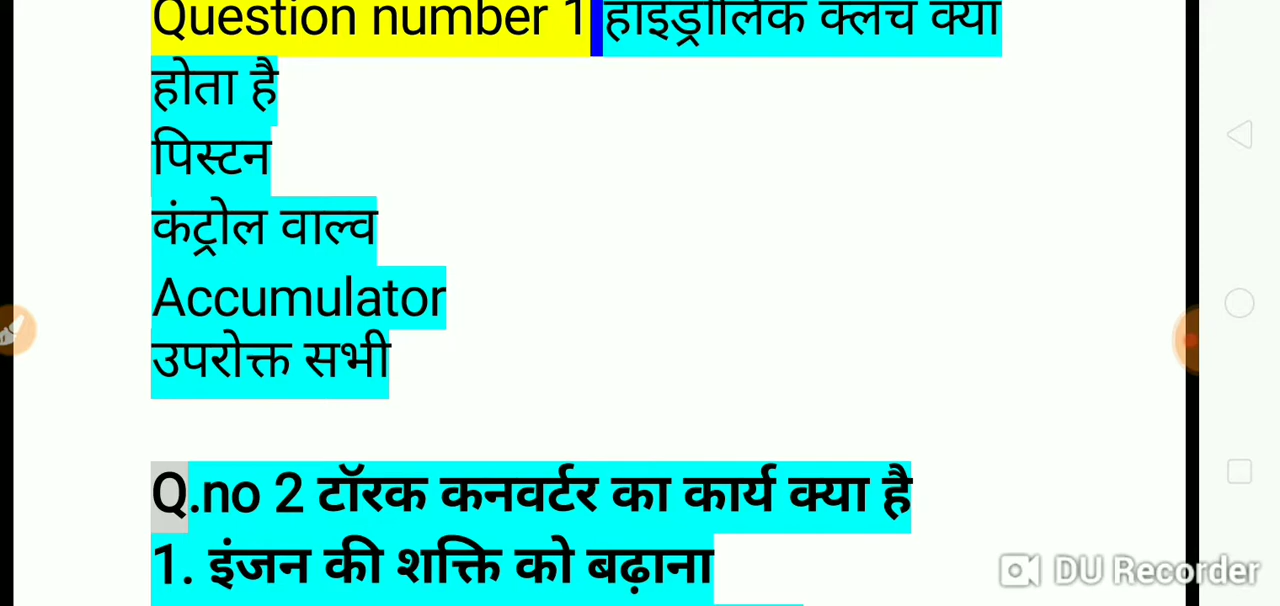 Question number 1 हाइड्रोलिक क्लच क्या
होता है
पिस्टन
कंट्रोल वाल्व
Accumulator
उपरोक्त सभी
Q.no 2 टॉरक कनवर्टर का कार्य क्या है
1. इंजन की शक्ति को बढ़ाना
DU Recorder